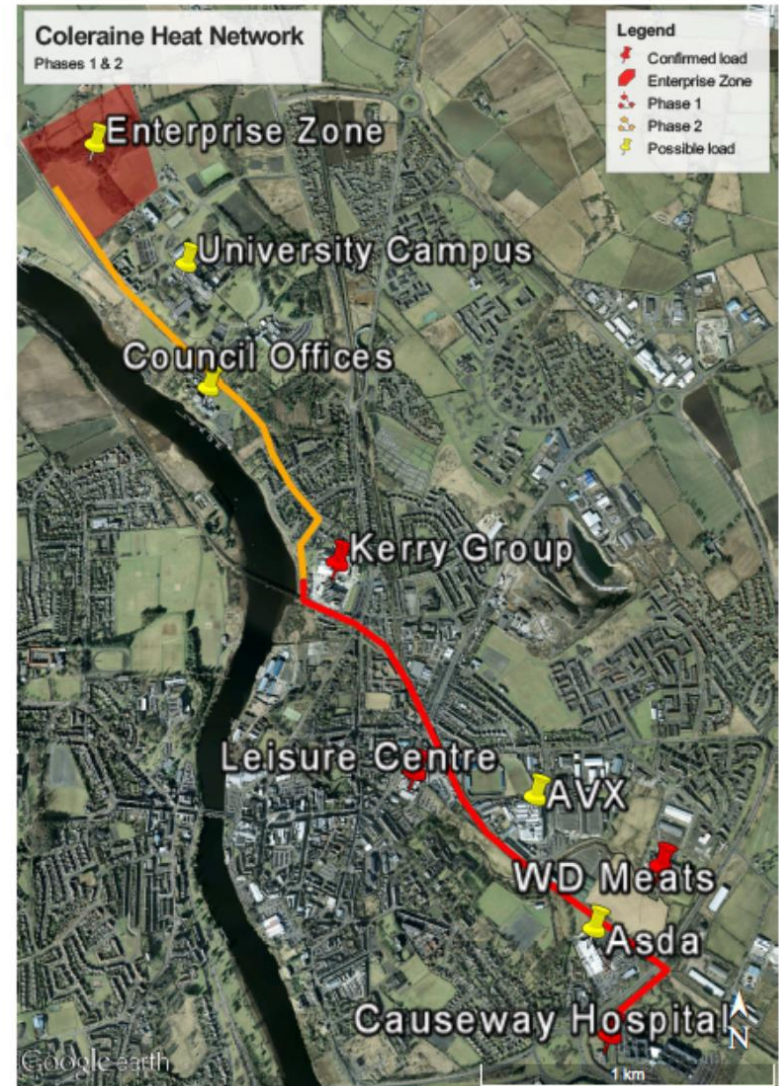 Coleraine Heat Network
Phases 1 & 2
Legend
Confirmed load
Enterprise Zone
Phase 1
Phase 2
Possible load
Enterprise Zone
University Campus
Council Offices
Kerry Group
Leisure Centre
AVX
WD Meats
Asda
Causeway Hospital
N
Google earth
1 km